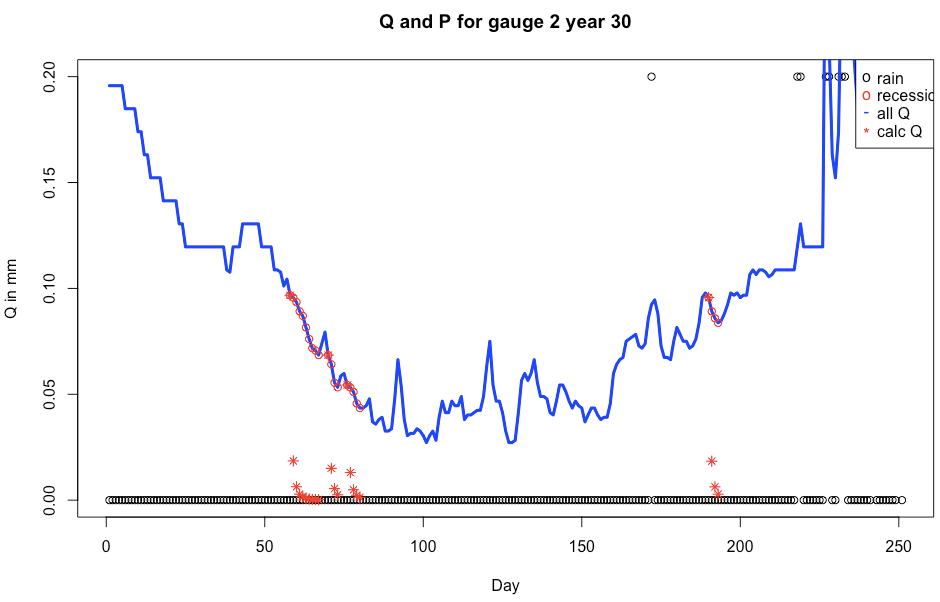 Q and P for gauge 2 year 30
Q in mm
0.20
0.15
0.10
0.05
0.00
o rain
o recessio
- all Q
* calc Q
0 50 100 150 200 250
Day